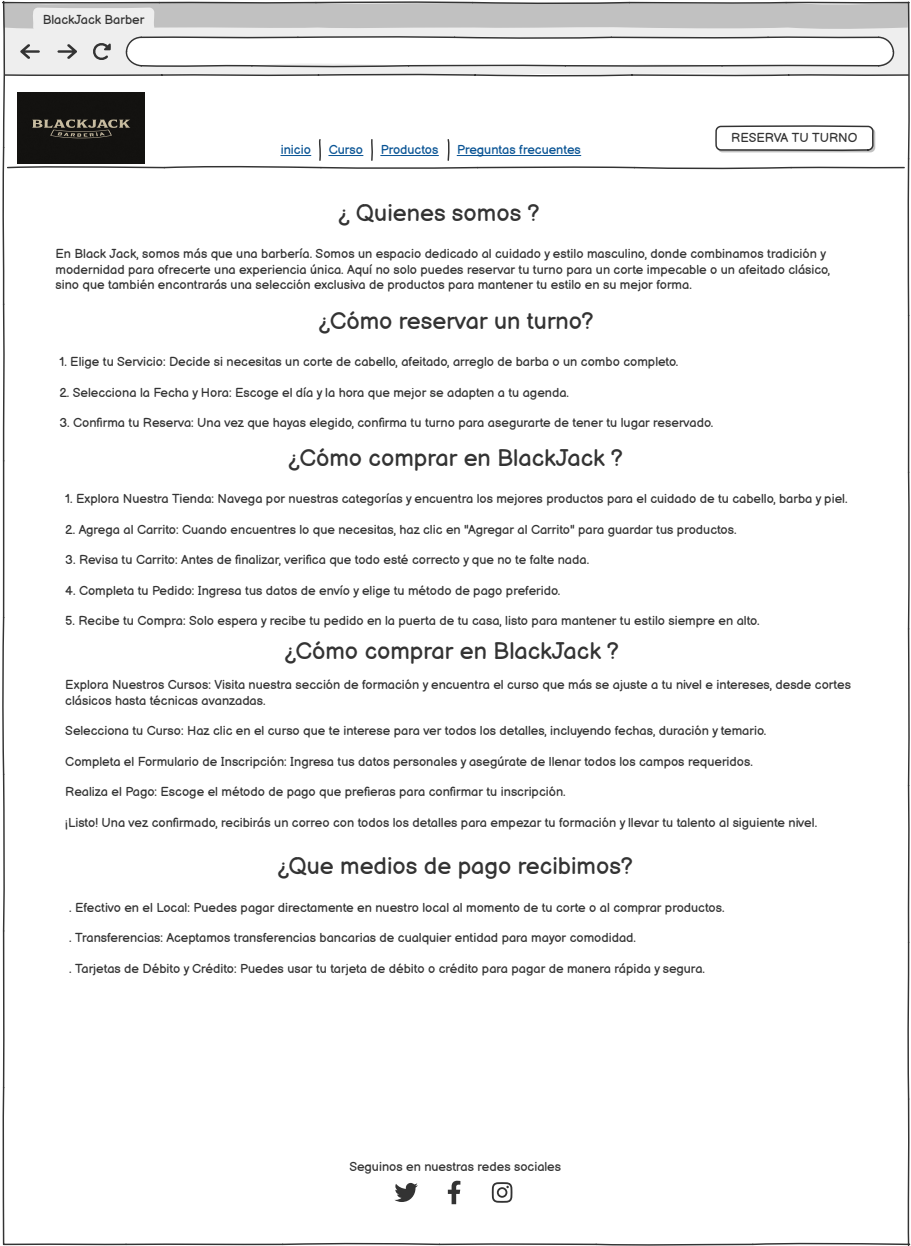 BlackJack Barber
BLACKJACK
BARBERÍA
inicio
Curso
Productos
Preguntas frecuentes
RESERVA TU TURNO
¿ Quienes somos ?
En Black Jack, somos más que una barbería. Somos un espacio dedicado al cuidado y estilo masculino, donde combinamos tradición y
modernidad para ofrecerte una experiencia única. Aquí no solo puedes reservar tu turno para un corte impecable o un afeitado clásico,
sino que también encontrarás una selección exclusiva de productos para mantener tu estilo en su mejor forma.
¿Cómo reservar un turno?
1. Elige tu Servicio: Decide si necesitas un corte de cabello, afeitado, arreglo de barba o un combo completo.
2. Selecciona la Fecha y Hora: Escoge el día y la hora que mejor se adapten a tu agenda.
3. Confirma tu Reserva: Una vez que hayas elegido, confirma tu turno para asegurarte de tener tu lugar reservado.
¿Cómo comprar en BlackJack ?
1. Explora Nuestra Tienda: Navega por nuestras categorías y encuentra los mejores productos para el cuidado de tu cabello, barba y piel.
2. Agrega al Carrito: Cuando encuentres lo que necesitas, haz clic en "Agregar al Carrito" para guardar tus productos.
3. Revisa tu Carrito: Antes de finalizar, verifica que todo esté correcto y que no te falte nada.
4. Completa tu Pedido: Ingresa tus datos de envío y elige tu método de pago preferido.
5. Recibe tu Compra: Solo espera y recibe tu pedido en la puerta de tu casa, listo para mantener tu estilo siempre en alto.
¿Cómo comprar en BlackJack ?
Explora Nuestros Cursos: Visita nuestra sección de formación y encuentra el curso que más se ajuste a tu nivel e intereses, desde cortes
clásicos hasta técnicas avanzadas.
Selecciona tu Curso: Haz clic en el curso que te interese para ver todos los detalles, incluyendo fechas, duración y temario.
Completa el Formulario de Inscripción: Ingresa tus datos personales y asegúrate de llenar todos los campos requeridos.
Realiza el Pago: Escoge el método de pago que prefieras para confirmar tu inscripción.
¡Listo! Una vez confirmado, recibirás un correo con todos los detalles para empezar tu formación y llevar tu talento al siguiente nivel.
¿Que medios de pago recibimos?
. Efectivo en el Local: Puedes pagar directamente en nuestro local al momento de tu corte o al comprar productos.
. Transferencias: Aceptamos transferencias bancarias de cualquier entidad para mayor comodidad.
. Tarjetas de Débito y Crédito: Puedes usar tu tarjeta de débito o crédito para pagar de manera rápida y segura.
Seguinos en nuestras redes sociales